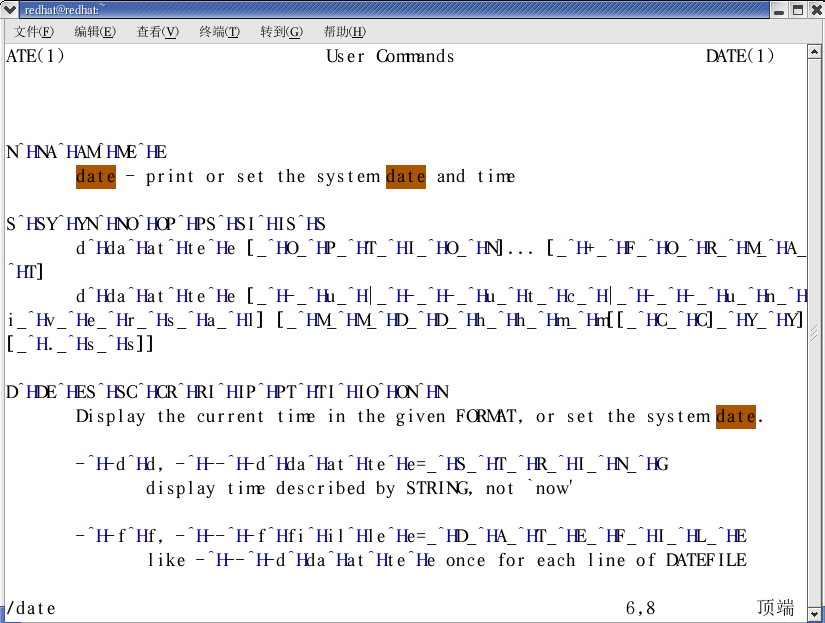 redhat@redhat:~
文件(F) 编辑(E) 查看(V) 终端(T) 转到(G) 帮助(H)
ATE(1) User Commands DATE(1)
N^HNA^HAM^HME^HE
date - print or set the system date and time
S^HSY^HYN^HNO^HOP^HPS^HSI^HIS^HS
d^Hda^Hat^Hte^He [_^HO_^HP_^HT_^HI_^HO_^HN]... [_^H+_^HF_^HO_^HR_^HM_^HA_
^HT]
d^Hda^Hat^Hte^He [_^H-_^Hu_^H|_^H-_^H-_^Hu_^Ht_^Hc_^H|_^H-_^H-_^Hu_^Hn_^H
i_^Hv_^He_^Hr_^Hs_^Ha_^Hl] [_^HM_^HM_^HD_^HD_^Hh_^Hh_^Hm_^Hm[[_^HC_^HC]_^HY_^HY]
[_^H._^Hs_^Hs]]
D^HDE^HES^HSC^HCR^HRI^HIP^HPT^HTI^HIO^HON^HN
Display the current time in the given FORMAT, or set the system date.
-^H-d^Hd, -^H--^H-d^Hda^Hat^Hte^He=_^HS_^HT_^HR_^HI_^HN_^HG
display time described by STRING, not `now'
-^H-f^Hf, -^H--^H-f^Hfi^Hil^Hle^He=_^HD_^HA_^HT_^HE_^HF_^HI_^HL_^HE
like -^H--^H-d^Hda^Hat^Hte^He once for each line of DATEFILE
/date 6,8 顶端